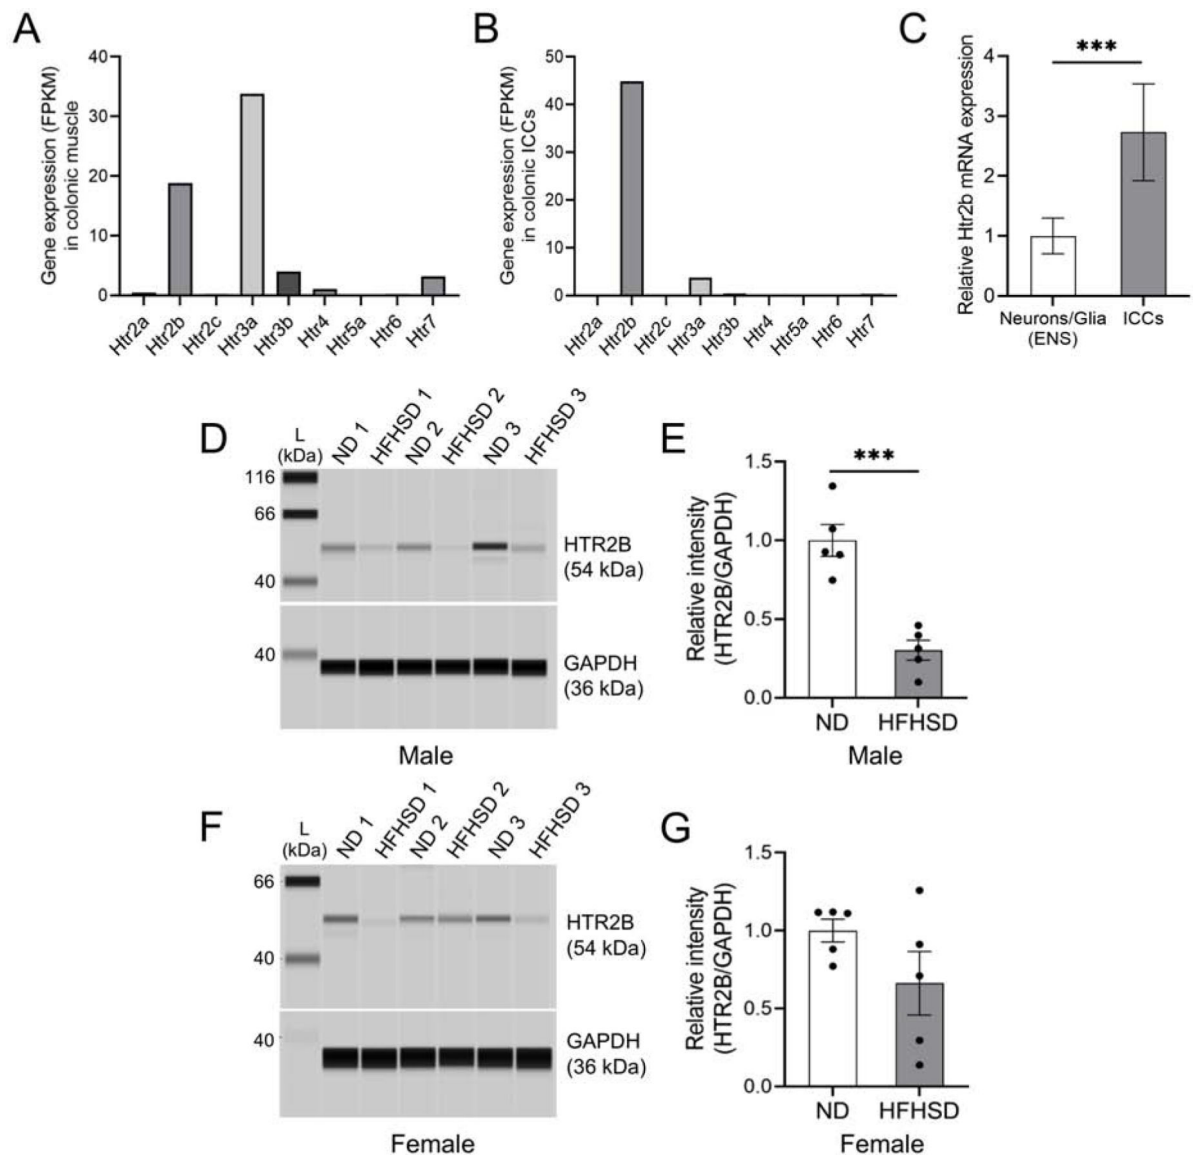 A
Gene expression (FPKM)
in colonic muscle
40
30
20
10
0
Htr2a
Htr2b
Htr2c
Htr3a
Htr3b
Htr4
Htr5a
Htr6
Htr7
B
Gene expression (FPKM)
in colonic ICCs
50
40
30
20
10
0
Htr2a
Htr2b
Htr2c
Htr3a
Htr3b
Htr4
Htr5a
Htr6
Htr7
C
Relative Htr2b mRNA expression
4
3
2
1
0
***
Neurons/Glia
(ENS)
ICCs
D
L
(kDa)
ND 1
HFHSD 1
ND 2
HFHSD 2
ND 3
HFHSD 3
116
66
40
HTR2B
(54 kDa)
40
GAPDH
(36 kDa)
Male
E
Relative intensity
(HTR2B/GAPDH)
1.5
1.0
0.5
0.0
***
ND
HFHSD
Male
F
L
(kDa)
ND 1
HFHSD 1
ND 2
HFHSD 2
ND 3
HFHSD 3
66
40
HTR2B
(54 kDa)
40
GAPDH
(36 kDa)
Female
G
Relative intensity
(HTR2B/GAPDH)
1.5
1.0
0.5
0.0
ND
HFHSD
Female